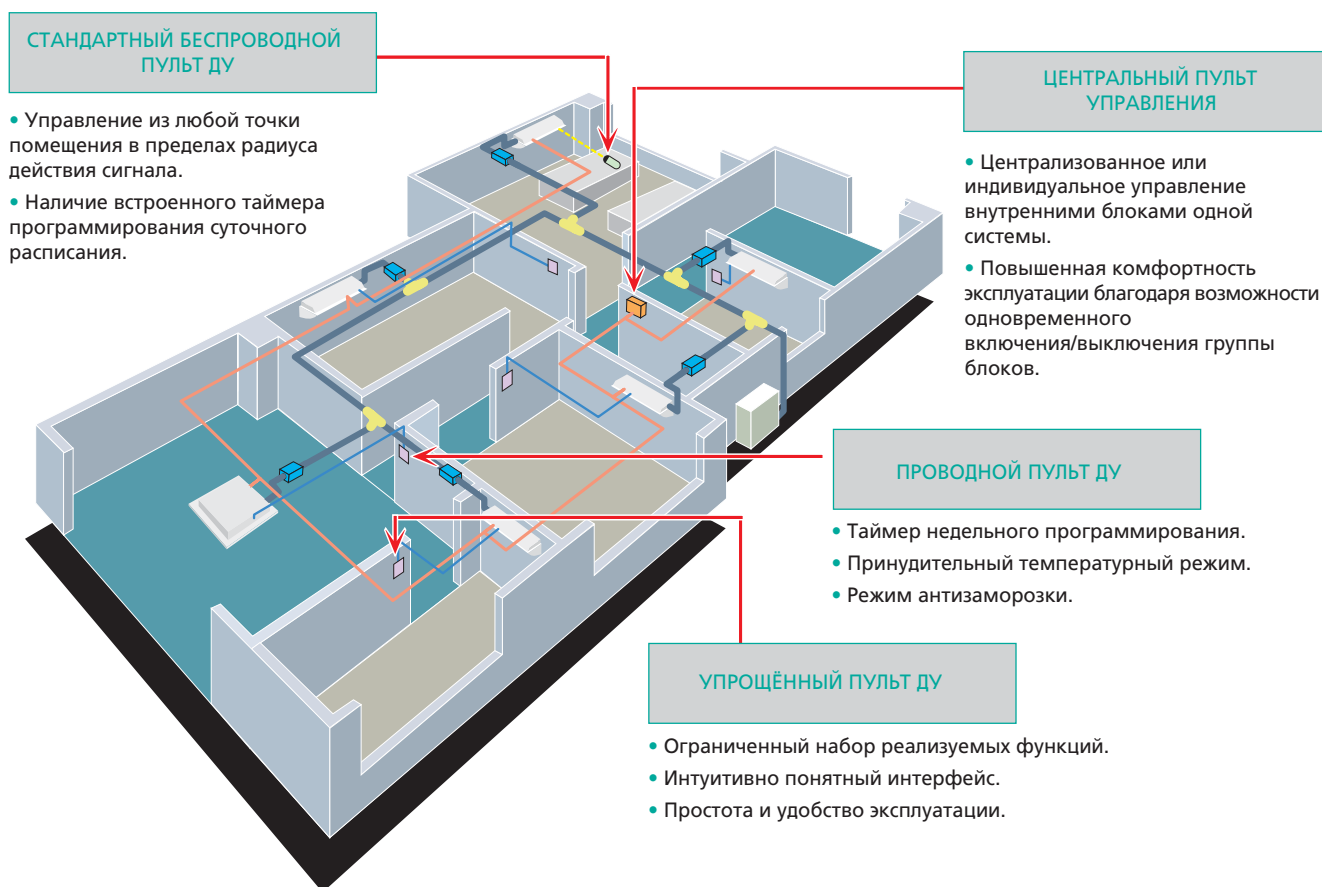 СТАНДАРТНЫЙ БЕСПРОВОДНОЙ
ПУЛЬТ ДУ
• Управление из любой точки
помещения в пределах радиуса
действия сигнала.
• Наличие встроенного таймера
программирования суточного
расписания.
ЦЕНТРАЛЬНЫЙ ПУЛЬТ
УПРАВЛЕНИЯ
• Централизованное или
индивидуальное управление
внутренними блоками одной
системы.
• Повышенная комфортность
эксплуатации благодаря возможности
одновременного
включения/выключения группы
блоков.
ПРОВОДНОЙ ПУЛЬТ ДУ
• Таймер недельного программирования.
• Принудительный температурный режим.
• Режим антизаморозки.
УПРОЩЁННЫЙ ПУЛЬТ ДУ
• Ограниченный набор реализуемых функций.
• Интуитивно понятный интерфейс.
• Простота и удобство эксплуатации.